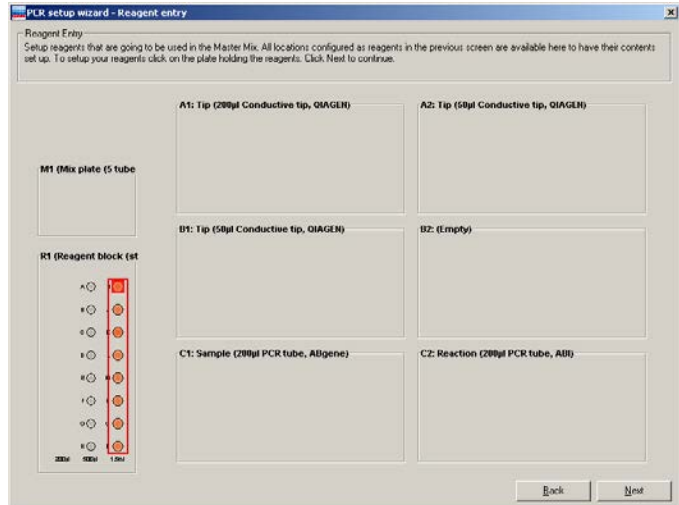 PCR setup wizard - Reagent entry
Reagent Entry
Setup reagents that are going to be used in the Master Mix. All locations configured as reagents in the previous screen are available here to have their contents
set up. To setup your reagents click on the plate holding the reagents. Click Next to continue.
A1: Tip (200µl Conductive tip, QIAGEN)
A2: Tip (50µl Conductive tip, QIAGEN)
M1 (Mix plate (5 tube
B1: Tip (50µl Conductive tip, QIAGEN)
B2: (Empty)
R1 (Reagent block (st
A
C1: Sample (200µl PCR tube, ABgene)
C2: Reaction (200µl PCR tube, ABI)
1.5ml
Back
Next